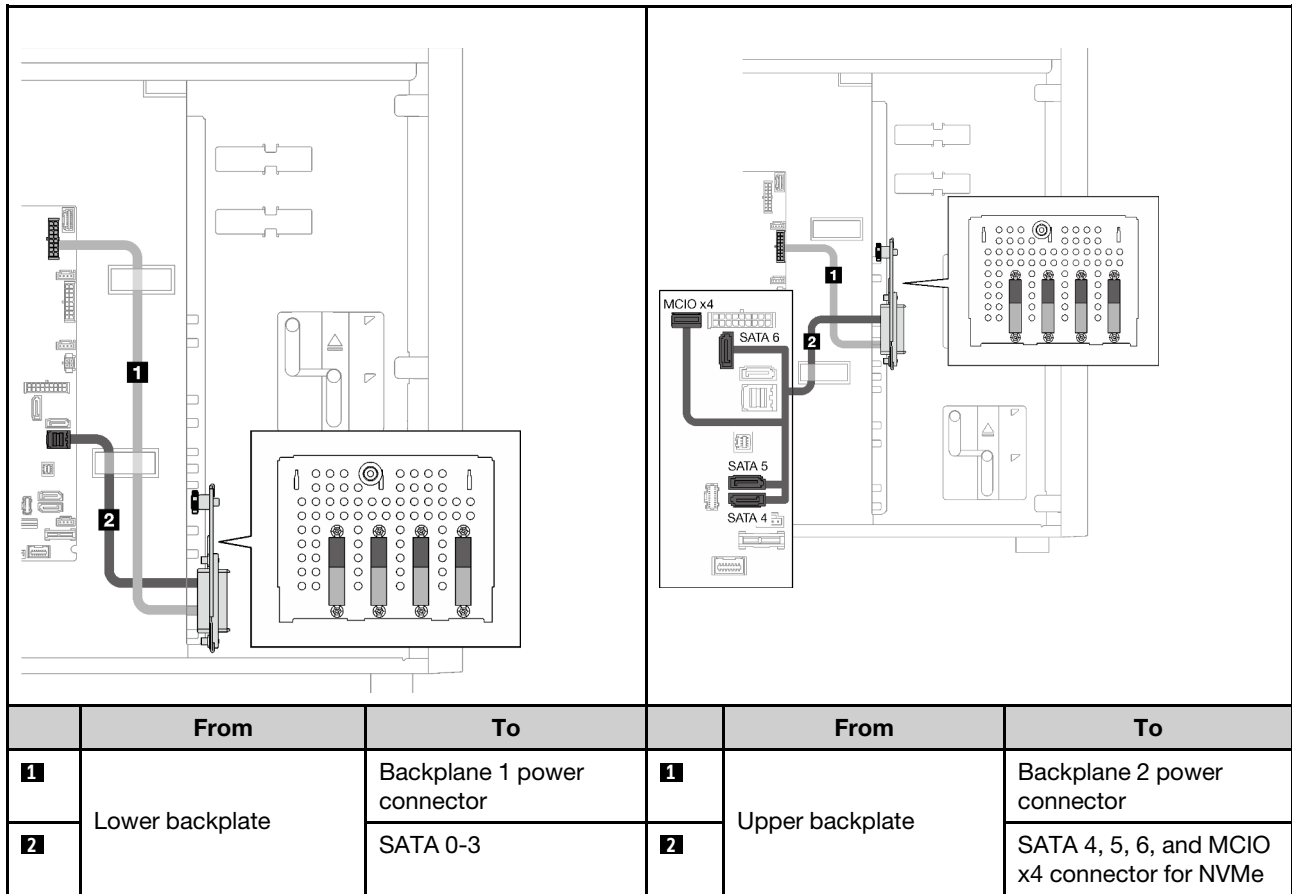 1
2
MCIO x4
SATA 6
1
2
SATA 5
SATA 4
From To From To
1 Lower backplate Backplane 1 power
connector
2 SATA 0-3
1 Upper backplate Backplane 2 power
connector
2 SATA 4, 5, 6, and MCIO
x4 connector for NVMe